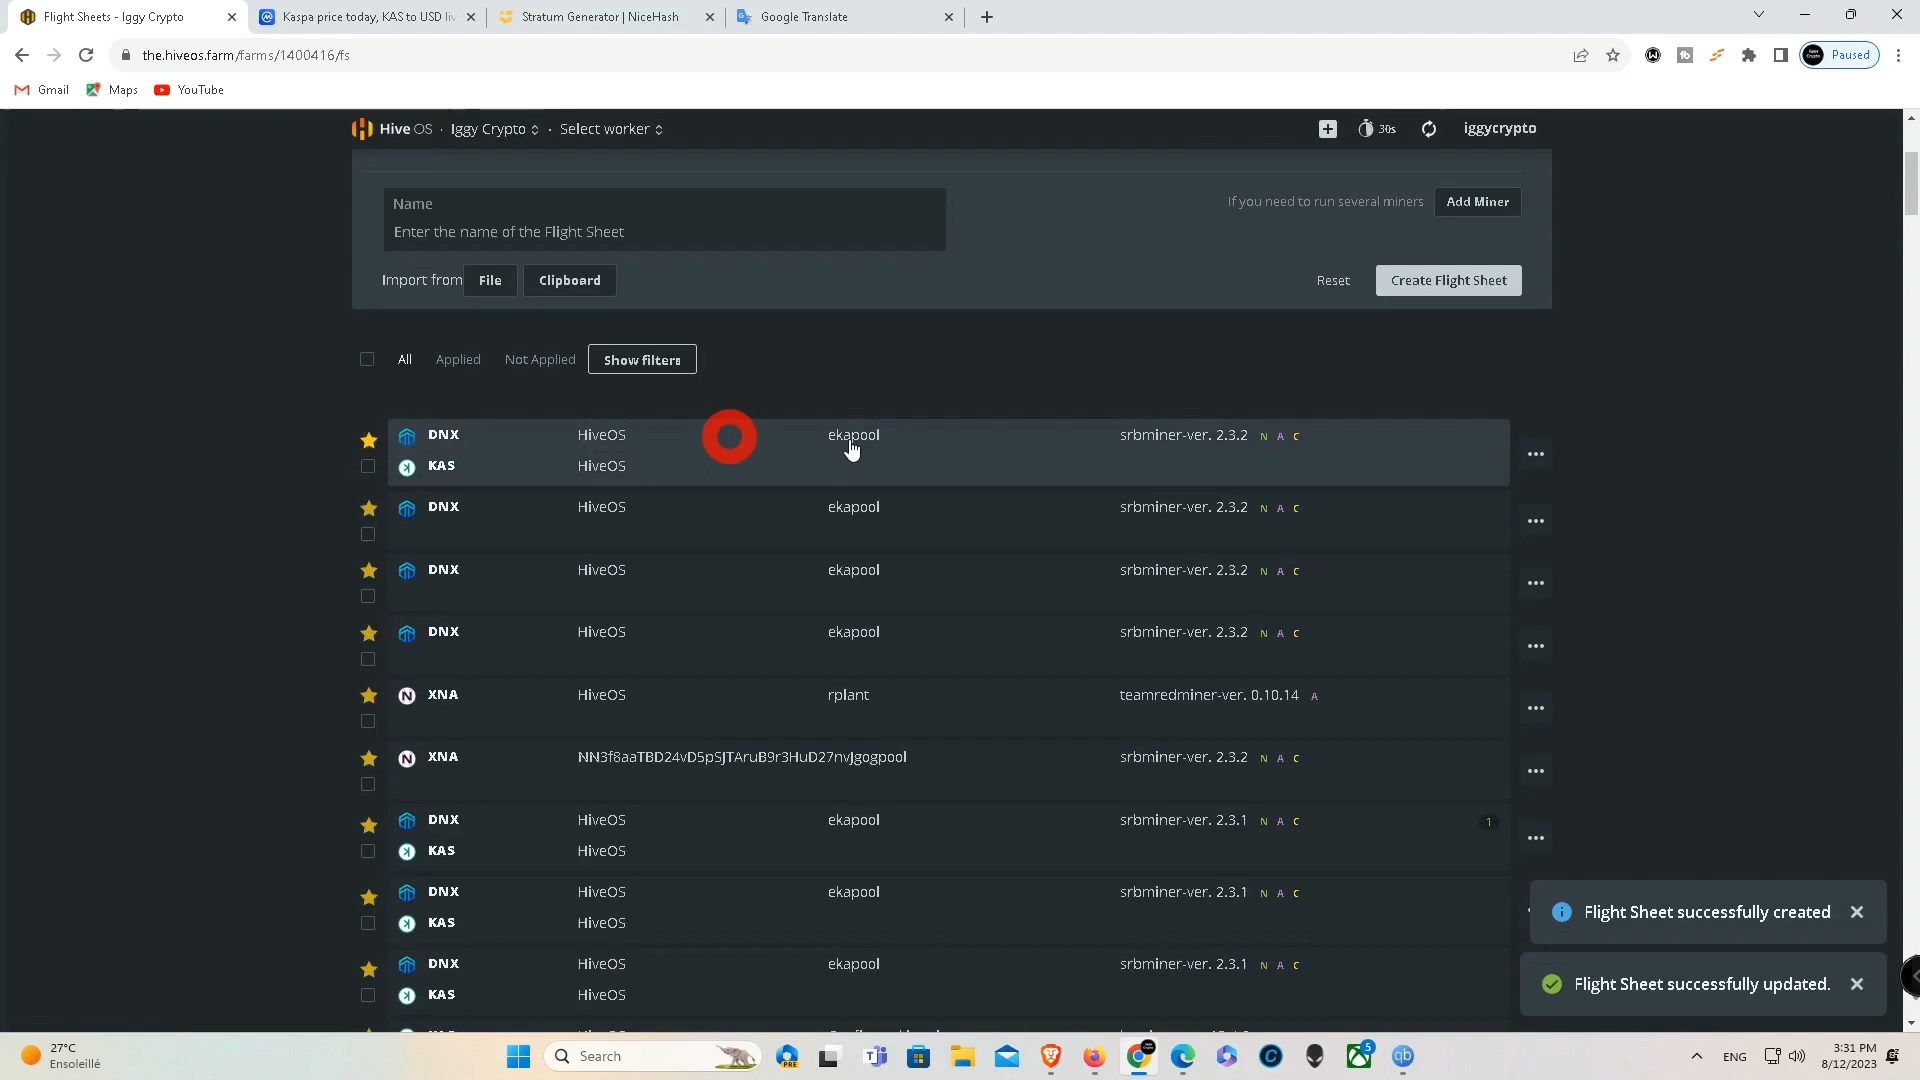 Flight Sheets - Iggy Crypto
Kaspa price today, KAS to USD liv
Stratum Generator | NiceHash
Google Translate
the.hiveos.farm/farms/1400416/fs
Paused
Gmail
Maps
YouTube
Hive OS · Iggy Crypto · Select worker
30s
iggycrypto
Name
Enter the name of the Flight Sheet
If you need to run several miners
Add Miner
Import from
File
Clipboard
Reset
Create Flight Sheet
All
Applied
Not Applied
Show filters
DNX HiveOS ekapool srbminer-ver. 2.3.2 N A C
KAS HiveOS
DNX HiveOS ekapool srbminer-ver. 2.3.2 N A C
DNX HiveOS ekapool srbminer-ver. 2.3.2 N A C
DNX HiveOS ekapool srbminer-ver. 2.3.2 N A C
XNA HiveOS rplant teamredminer-ver. 0.10.14 A
XNA NN3f8aaTBD24vD5pSJTAruB9r3HuD27nvJgogpool srbminer-ver. 2.3.2 N A C
DNX HiveOS ekapool srbminer-ver. 2.3.1 N A C 1
KAS HiveOS
DNX HiveOS ekapool srbminer-ver. 2.3.1 N A C
KAS HiveOS
DNX HiveOS ekapool srbminer-ver. 2.3.1 N A C
KAS HiveOS
Flight Sheet successfully created
Flight Sheet successfully updated.
27°C
Ensoleillé
Search
PRE
5
qb
ENG
3:31 PM
8/12/2023